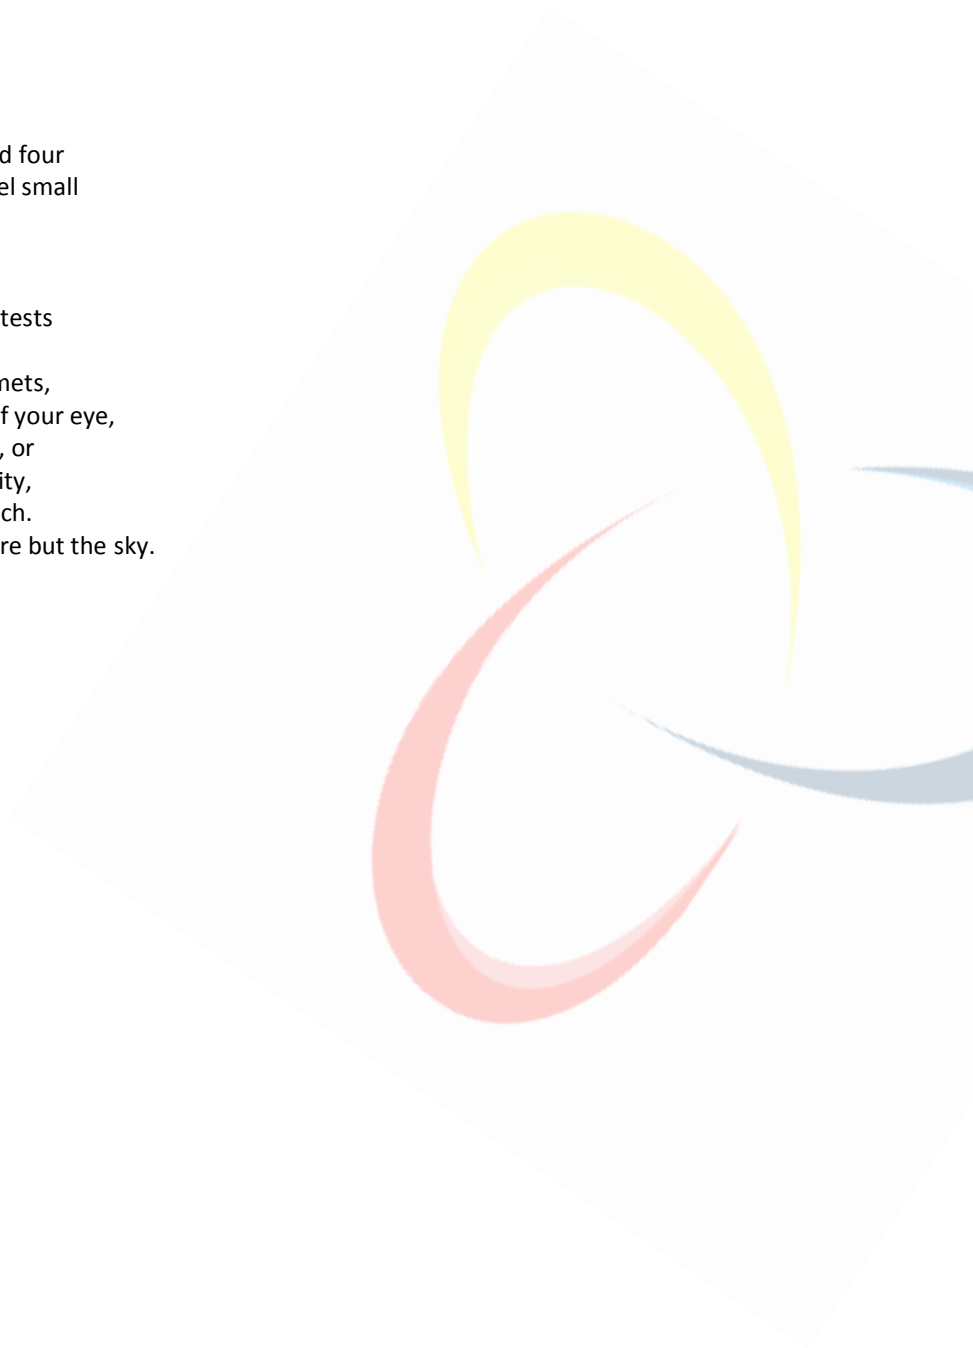 d four
el small
tests
nets,
f your eye,
, or
ity,
ch.
re but the sky.